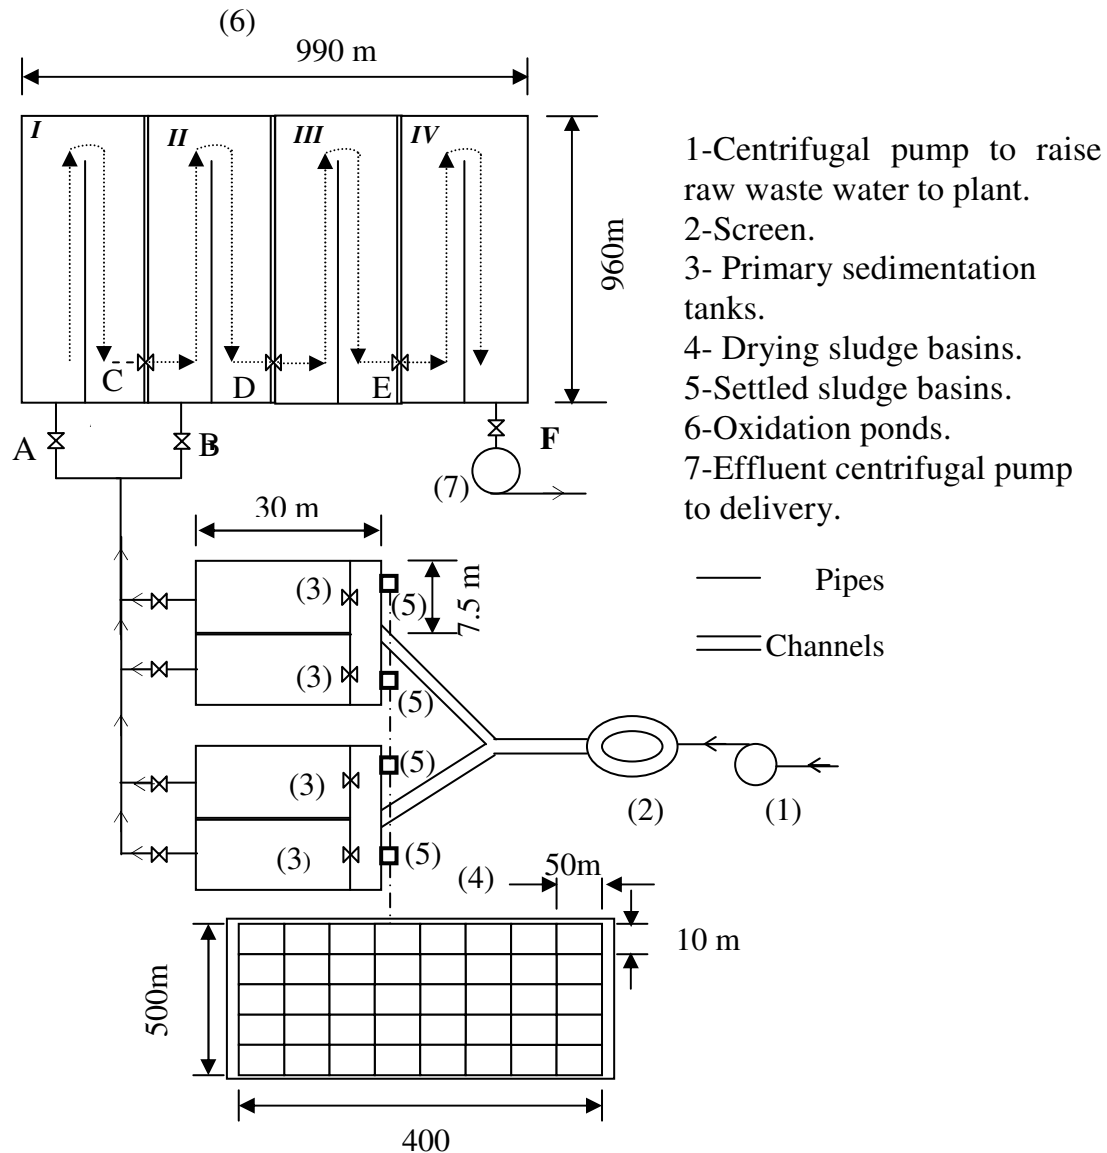 (6)
990 m
I
II
III
IV
960m
C
D
E
A
B
F
(7)
1-Centrifugal pump to raise
raw waste water to plant.
2-Screen.
3- Primary sedimentation
tanks.
4- Drying sludge basins.
5-Settled sludge basins.
6-Oxidation ponds.
7-Effluent centrifugal pump
to delivery.
Pipes
Channels
30 m
7.5 m
(3)
(5)
(3)
(5)
(3)
(5)
(3)
(5)
(2)
(1)
(4)
50m
10 m
500m
400